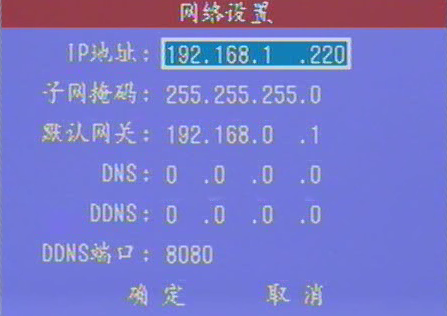 网络设置
IP地址: 192.168.1 .220
子网掩码: 255.255.255.0
默认网关: 192.168.0 .1
DNS: 0 .0 .0 .0
DDNS: 0 .0 .0 .0
DDNS端口: 8080
确定 取消